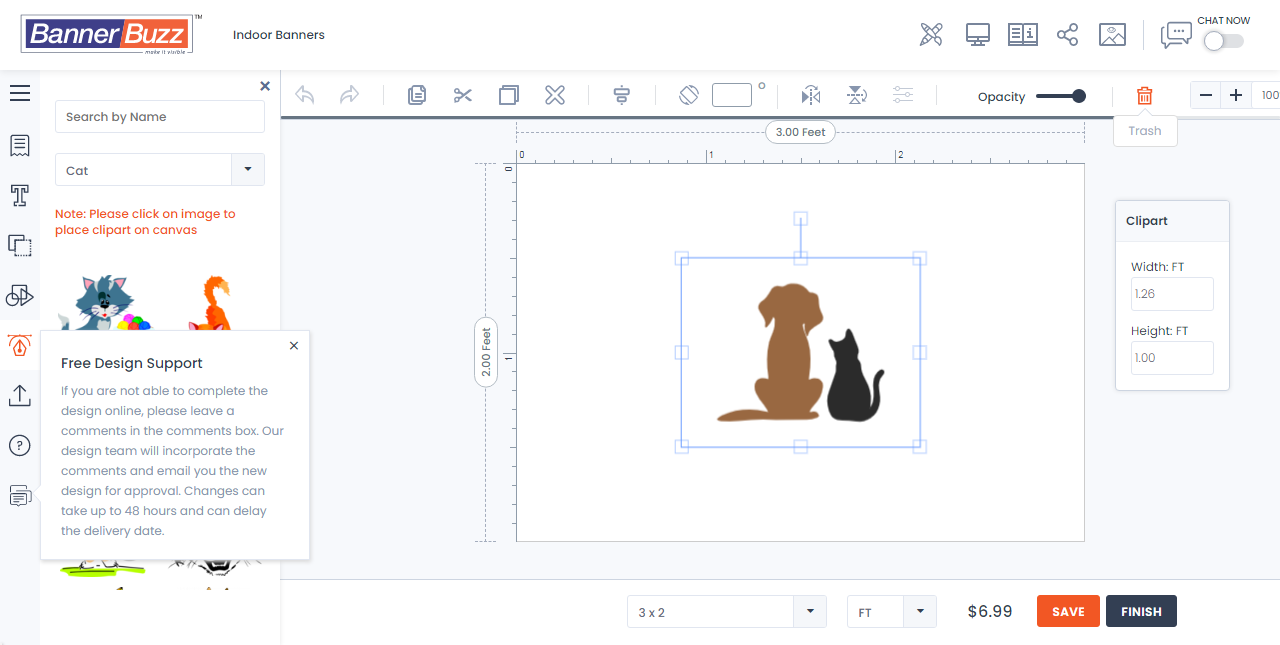 BannerBuzz
TM
make it visible
Indoor Banners
CHAT NOW
×
Search by Name
Cat
Note: Please click on image to
place clipart on canvas
Opacity
100
Trash
3.00 Feet
0
1
2
0
1
2.00 Feet
Clipart
Width: FT
1.26
Height: FT
1.00
Free Design Support
×
If you are not able to complete the
design online, please leave a
comments in the comments box. Our
design team will incorporate the
comments and email you the new
design for approval. Changes can
take up to 48 hours and can delay
the delivery date.
3 x 2
FT
$6.99
SAVE
FINISH